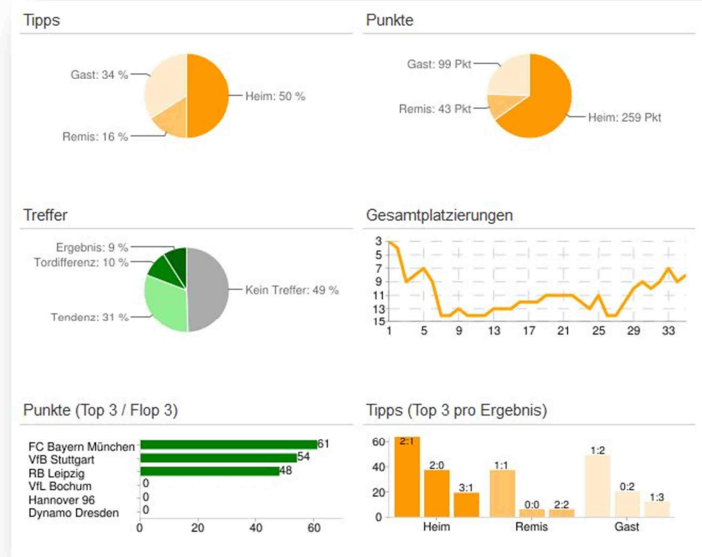 Tipps
Gast: 34 %
Heim: 50 %
Remis: 16 %
Punkte
Gast: 99 Pkt
Remis: 43 Pkt
Heim: 259 Pkt
Treffer
Ergebnis: 9 %
Tordifferenz: 10 %
Kein Treffer: 49 %
Tendenz: 31 %
Gesamtplatzierungen
3
5
7
9
11
13
15
1 5 9 13 17 21 25 29 33
Punkte (Top 3 / Flop 3)
FC Bayern München 61
VfB Stuttgart 54
RB Leipzig 48
VfL Bochum 0
Hannover 96 0
Dynamo Dresden 0
0 20 40 60
Tipps (Top 3 pro Ergebnis)
60
40
20
0
2:1 2:0 3:1 1:1 0:0 2:2 1:2 0:2 1:3
Heim Remis Gast